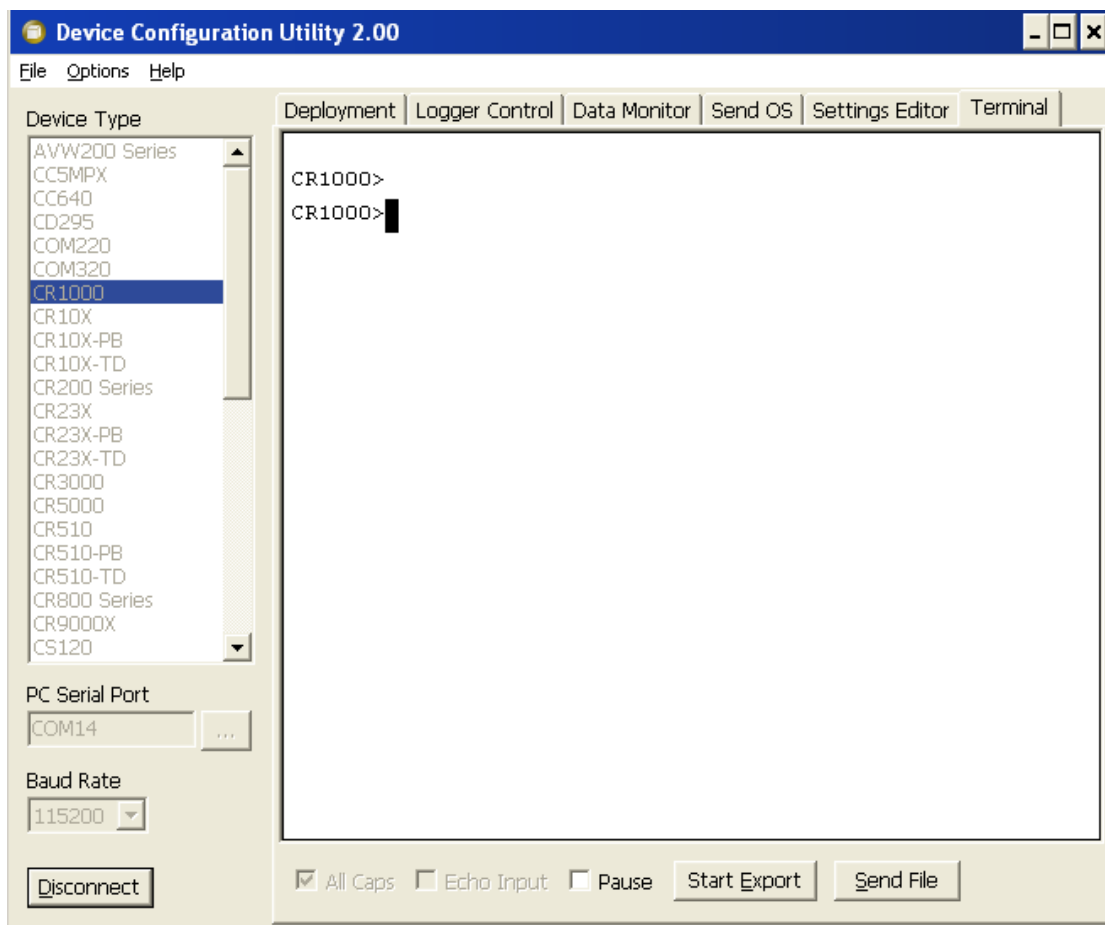 Device Configuration Utility 2.00
File Options Help
Device Type
AVW200 Series
CC5MPX
CC640
CD295
COM220
COM320
CR1000
CR10X
CR10X-PB
CR10X-TD
CR200 Series
CR23X
CR23X-PB
CR23X-TD
CR3000
CR5000
CR510
CR510-PB
CR510-TD
CR800 Series
CR9000X
CS120
PC Serial Port
COM14
...
Baud Rate
115200
Disconnect
Deployment Logger Control Data Monitor Send OS Settings Editor Terminal
CR1000>
CR1000>
All Caps Echo Input Pause Start Export Send File